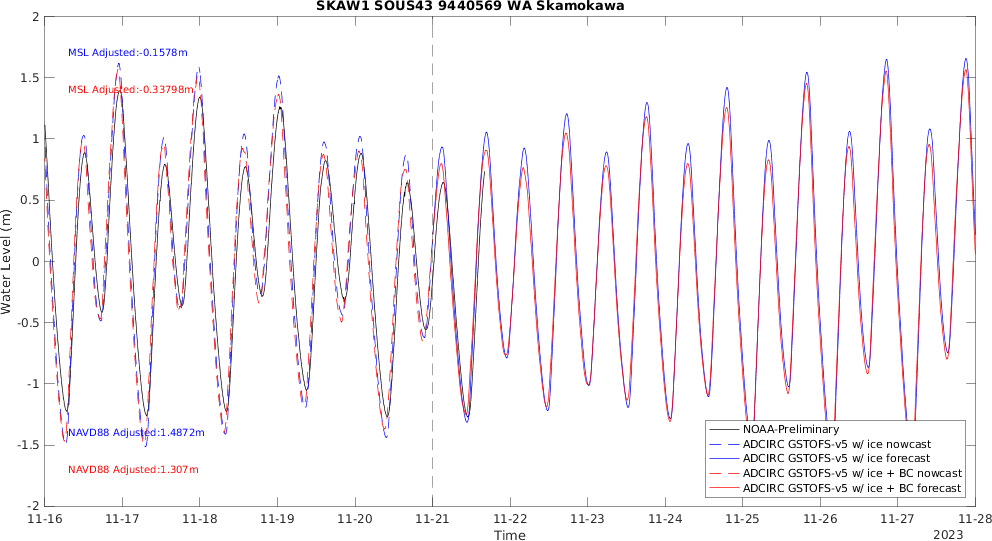 SKAW1 SOUS43 9440569 WA Skamokawa
Water Level (m)
2
1.5
1
0.5
0
-0.5
-1
-1.5
-2
MSL Adjusted:-0.1578m
MSL Adjusted:-0.33798m
NAVD88 Adjusted:1.4872m
NAVD88 Adjusted:1.307m
NOAA-Preliminary
ADCIRC GSTOFS-v5 w/ ice nowcast
ADCIRC GSTOFS-v5 w/ ice forecast
ADCIRC GSTOFS-v5 w/ ice + BC nowcast
ADCIRC GSTOFS-v5 w/ ice + BC forecast
11-16 11-17 11-18 11-19 11-20 11-21 11-22 11-23 11-24 11-25 11-26 11-27 11-28
Time
2023